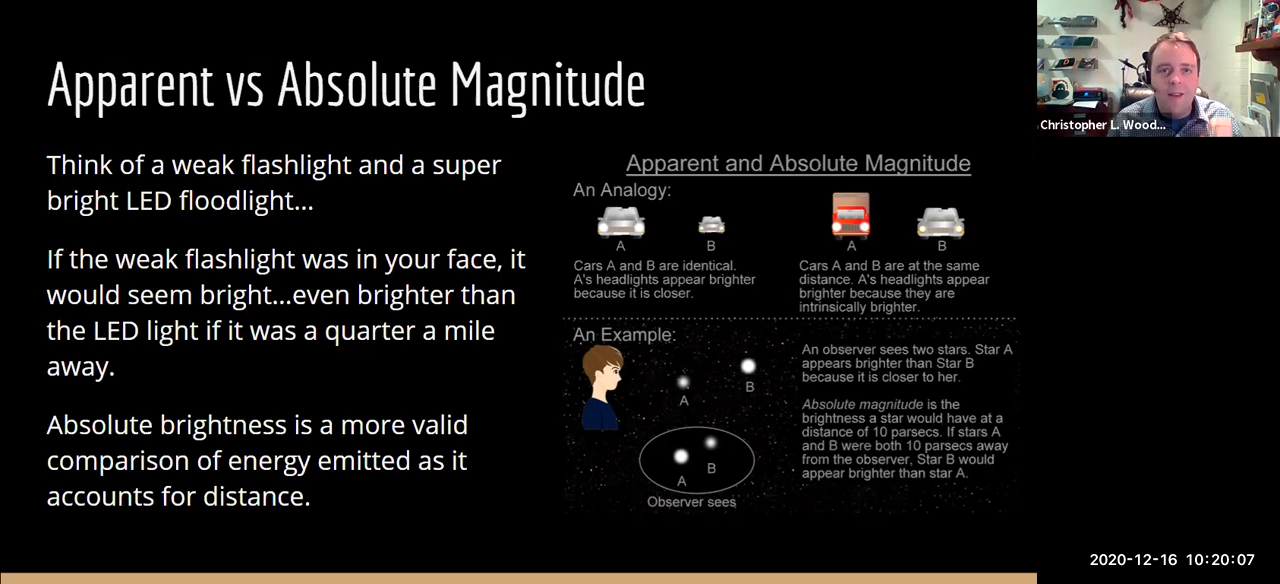 Apparent vs Absolute Magnitude
Think of a weak flashlight and a super
bright LED floodlight...
If the weak flashlight was in your face, it
would seem bright...even brighter than
the LED light if it was a quarter a mile
away.
Absolute brightness is a more valid
comparison of energy emitted as it
accounts for distance.
Apparent and Absolute Magnitude
An Analogy:
A
B
Cars A and B are identical.
A's headlights appear brighter
because it is closer.
A
B
Cars A and B are at the same
distance. A's headlights appear
brighter because they are
intrinsically brighter.
An Example:
A
B
A
B
Observer sees
An observer sees two stars. Star A
appears brighter than Star B
because it is closer to her.
Absolute magnitude is the
brightness a star would have at a
distance of 10 parsecs. If stars A
and B were both 10 parsecs away
from the observer, Star B would
appear brighter than star A.
Christopher L. Wood...
2020-12-16 10:20:07